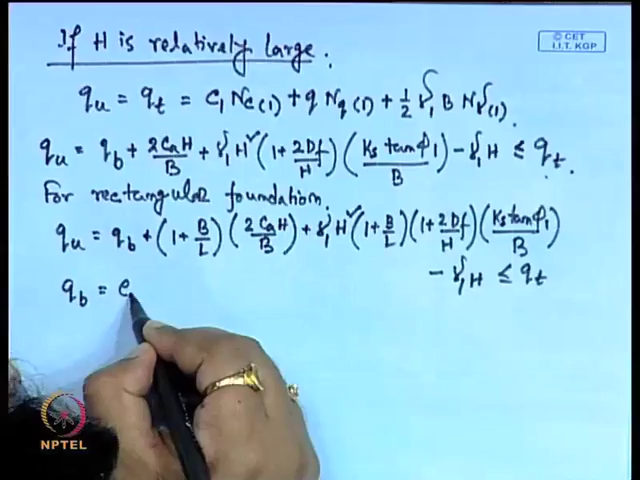 © CET
I.I.T. KGP
If H is relatively large.
qu = qt = C1 Nc(1) + q Nq(1) + 1/2 γ1 B Nγ(1).
qu = qb + 2CaH/B + γ1 H² (1 + 2Df/H) (Ks tan φ1/B) − γ1 H ≤ qt.
For rectangular foundation.
qu = qb + (1 + B/L) (2CaH/B) + γ1 H² (1 + B/L) (1 + 2Df/H) (Ks tan φ1/B)
− γ1 H ≤ qt
qb = c
NPTEL